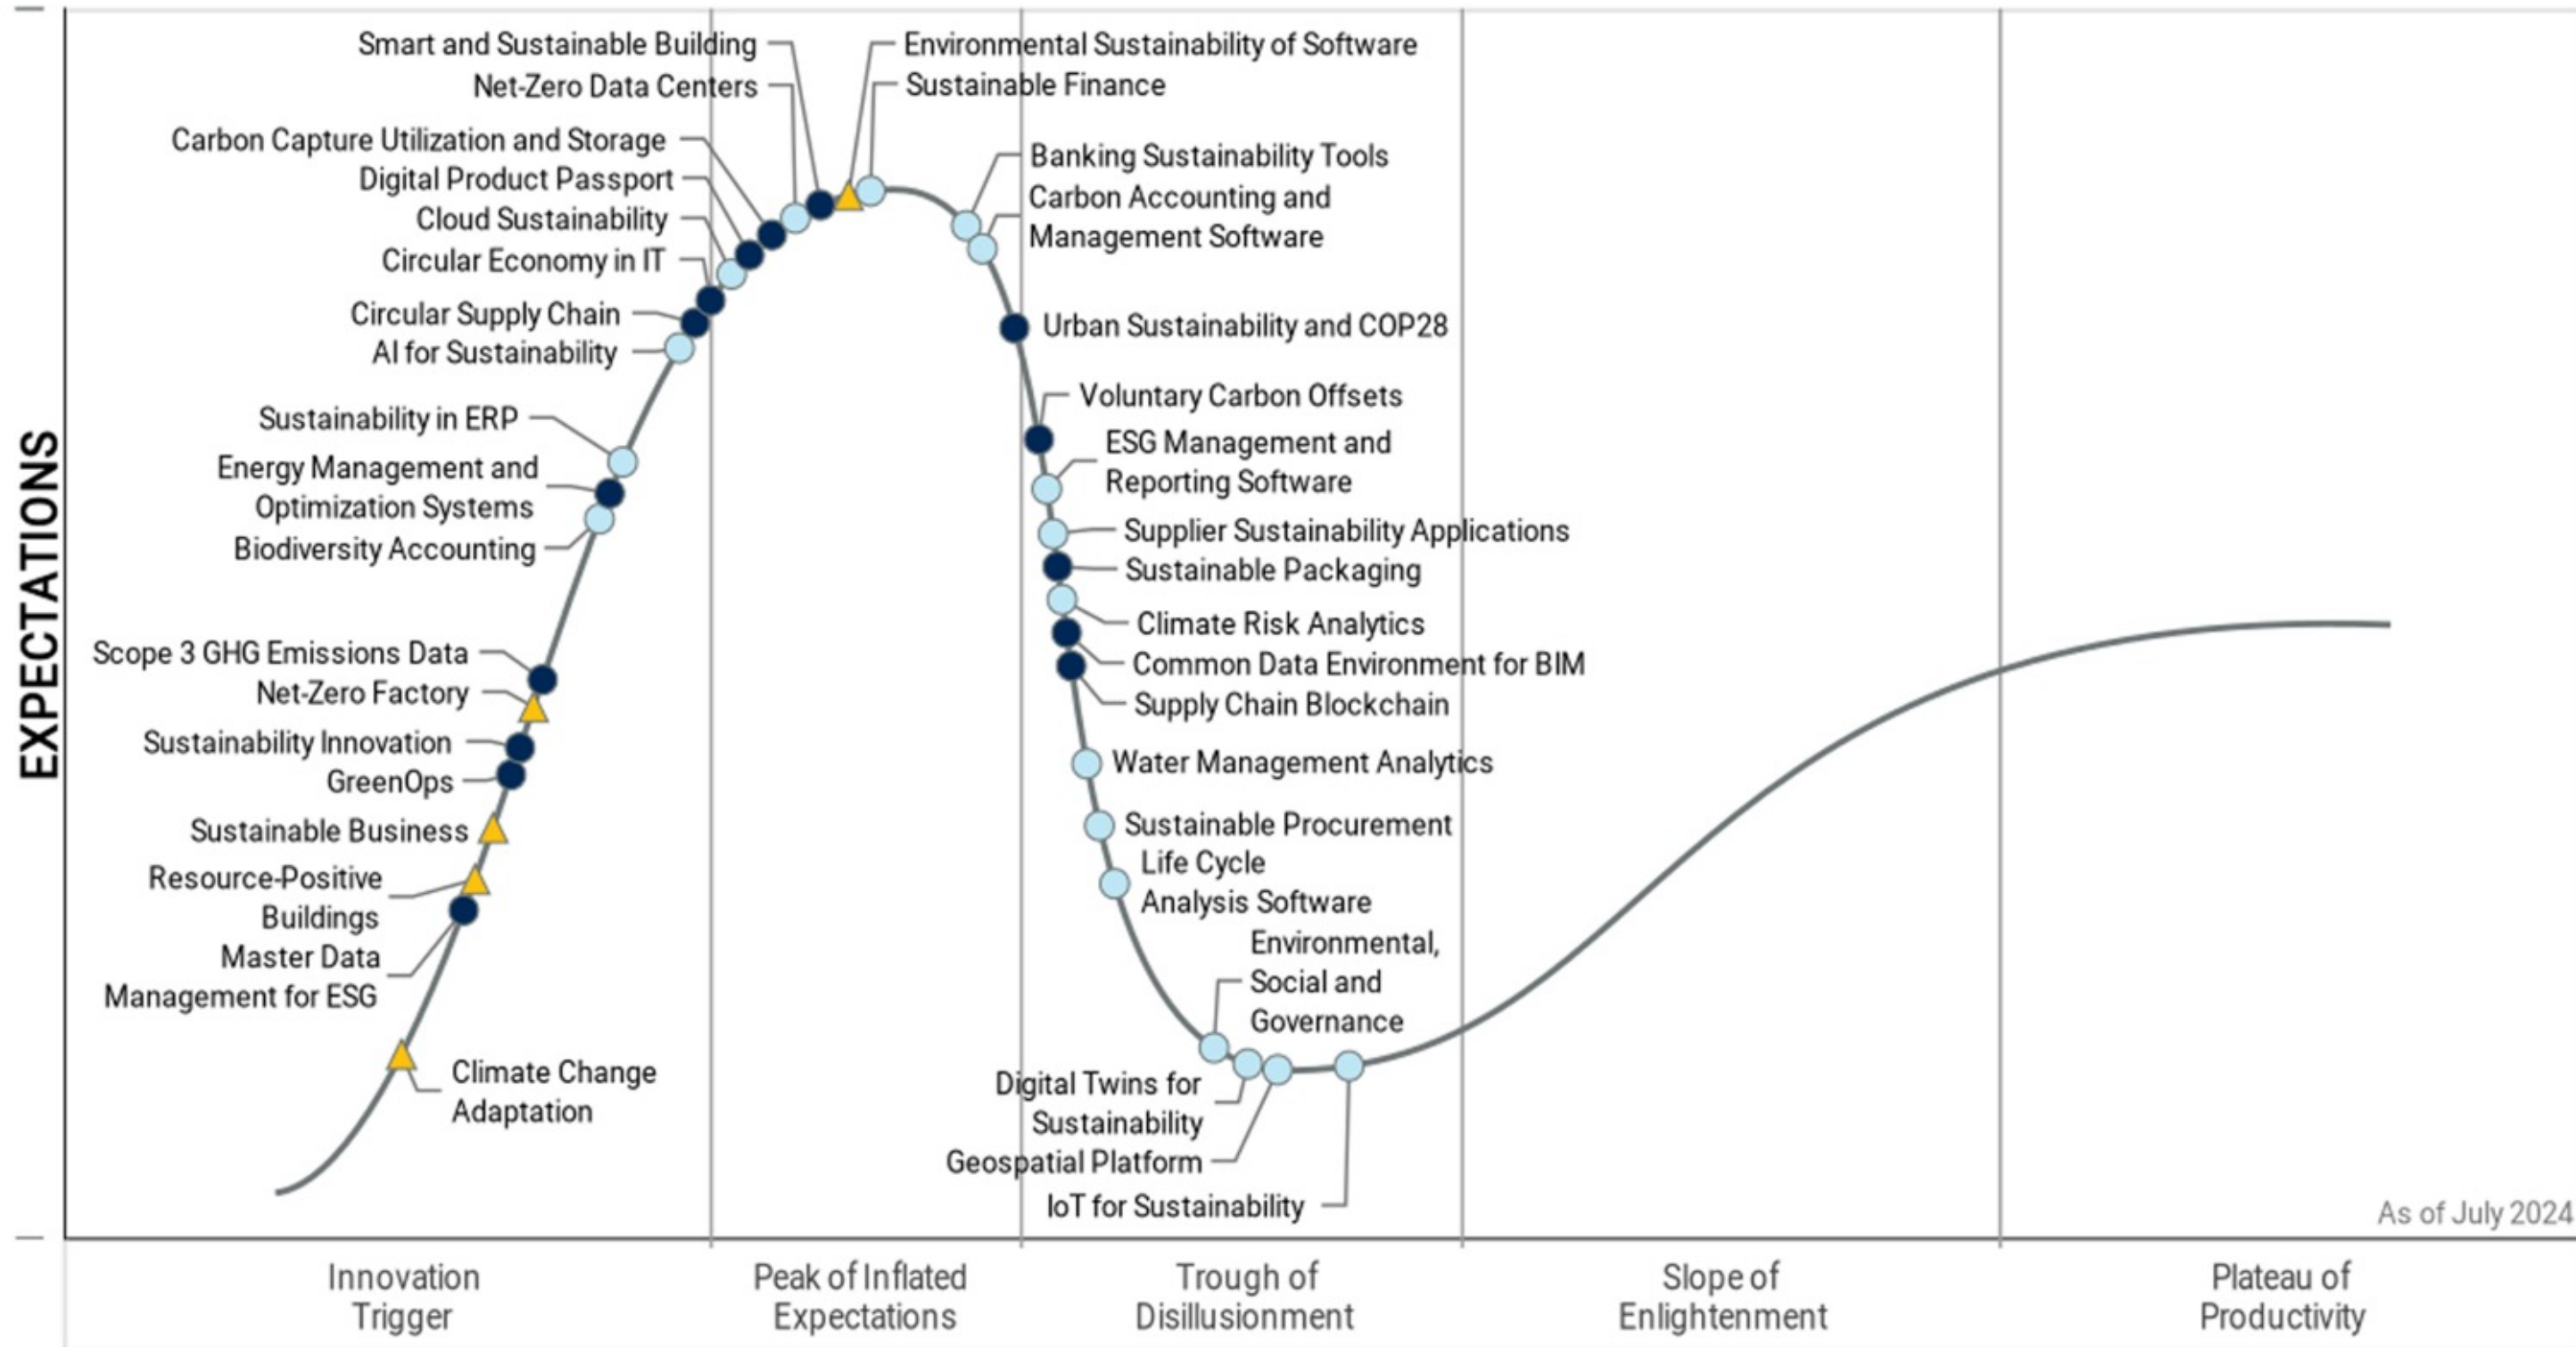 Smart and Sustainable Building
Net-Zero Data Centers
Carbon Capture Utilization and Storage
Digital Product Passport
Cloud Sustainability
Circular Economy in IT
Circular Supply Chain
AI for Sustainability
Sustainability in ERP
Energy Management and
Optimization Systems
Biodiversity Accounting
Scope 3 GHG Emissions Data
Net-Zero Factory
Sustainability Innovation
GreenOps
Sustainable Business
Resource-Positive
Buildings
Master Data
Management for ESG
Climate Change
Adaptation
Environmental Sustainability of Software
Sustainable Finance
Banking Sustainability Tools
Carbon Accounting and
Management Software
Urban Sustainability and COP28
Voluntary Carbon Offsets
ESG Management and
Reporting Software
Supplier Sustainability Applications
Sustainable Packaging
Climate Risk Analytics
Common Data Environment for BIM
Supply Chain Blockchain
Water Management Analytics
Sustainable Procurement
Life Cycle
Analysis Software
Environmental,
Social and
Governance
Digital Twins for
Sustainability
Geospatial Platform
IoT for Sustainability
EXPECTATIONS
As of July 2024
Innovation
Trigger
Peak of Inflated
Expectations
Trough of
Disillusionment
Slope of
Enlightenment
Plateau of
Productivity